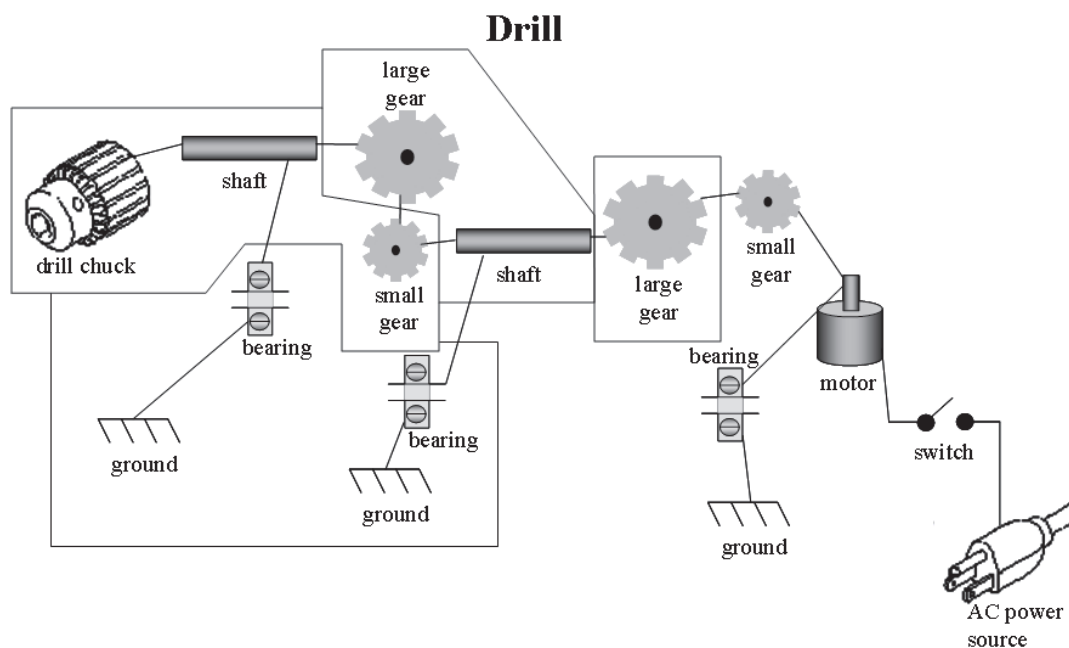 Drill
large
gear
shaft
drill chuck
small
gear
shaft
large
gear
small
gear
bearing
bearing
bearing
motor
switch
ground
ground
ground
AC power
source